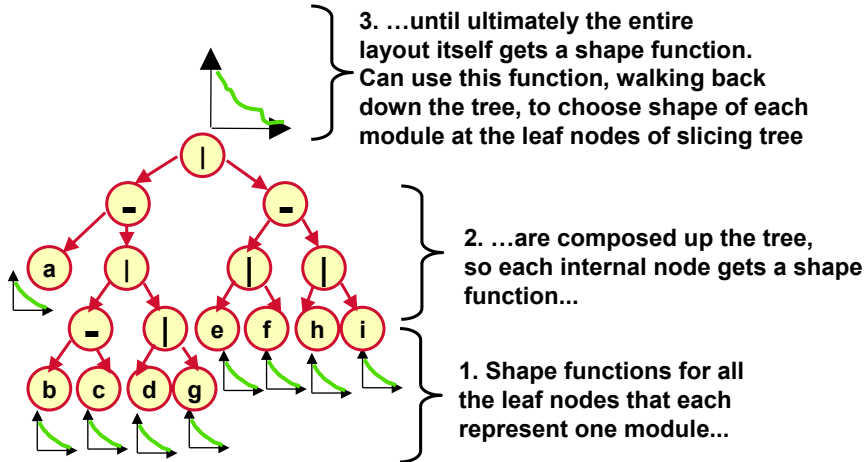 3. …until ultimately the entire
layout itself gets a shape function.
Can use this function, walking back
down the tree, to choose shape of each
module at the leaf nodes of slicing tree
|
- -
2. …are composed up the tree,
so each internal node gets a shape
function...
a | | |
- | e f h i
1. Shape functions for all
the leaf nodes that each
represent one module...
b c d g